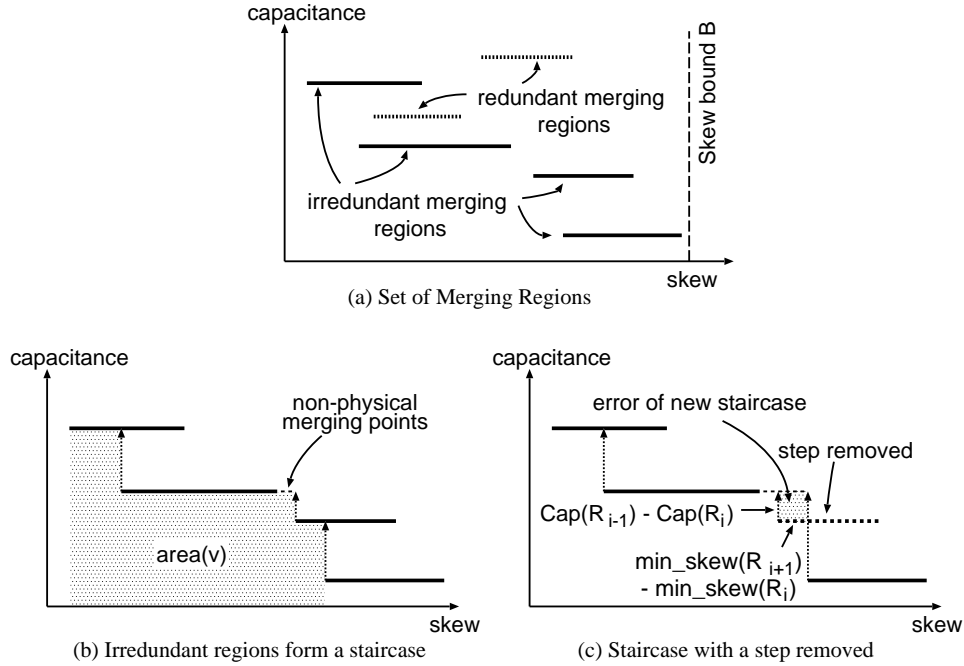 capacitance
Skew bound B
redundant merging
regions
irredundant merging
regions
skew
(a) Set of Merging Regions
capacitance
non-physical
merging points
area(v)
skew
(b) Irredundant regions form a staircase
capacitance
error of new staircase
step removed
Cap(R i-1) - Cap(Ri)
min_skew(R i+1)
- min_skew(Ri)
skew
(c) Staircase with a step removed